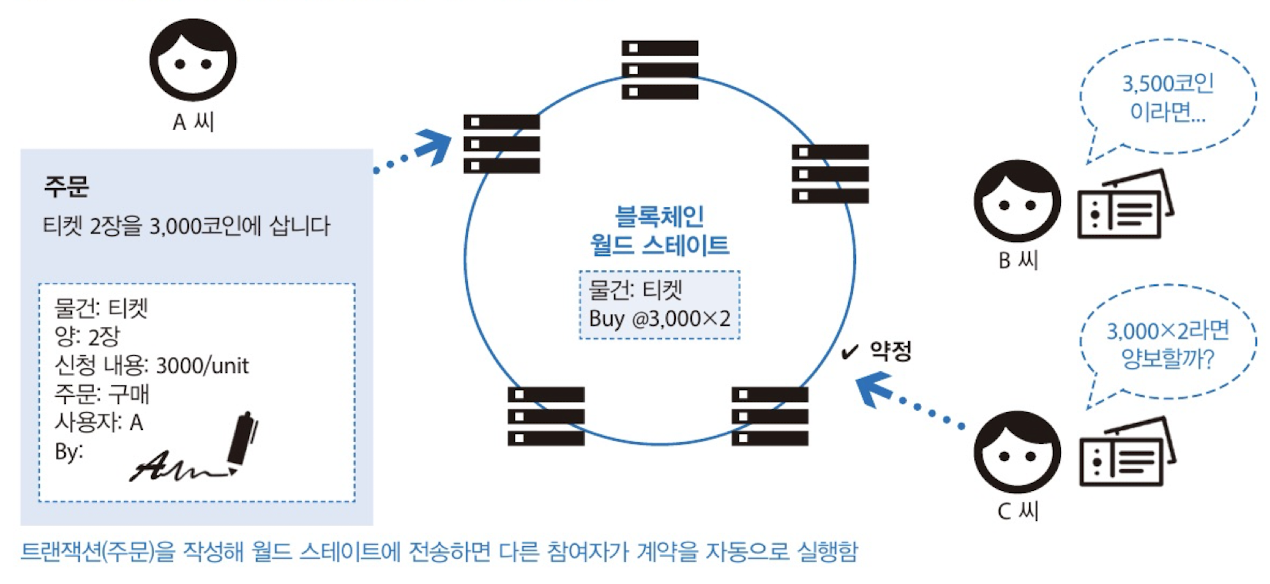 A 씨
주문
티켓 2장을 3,000코인에 삽니다
물건: 티켓
양: 2장
신청 내용: 3000/unit
주문: 구매
사용자: A
By:
블록체인
월드 스테이트
물건: 티켓
Buy @3,000×2
✔ 약정
3,500코인
이라면...
B 씨
3,000×2라면
양보할까?
C 씨
트랜잭션(주문)을 작성해 월드 스테이트에 전송하면 다른 참여자가 계약을 자동으로 실행함